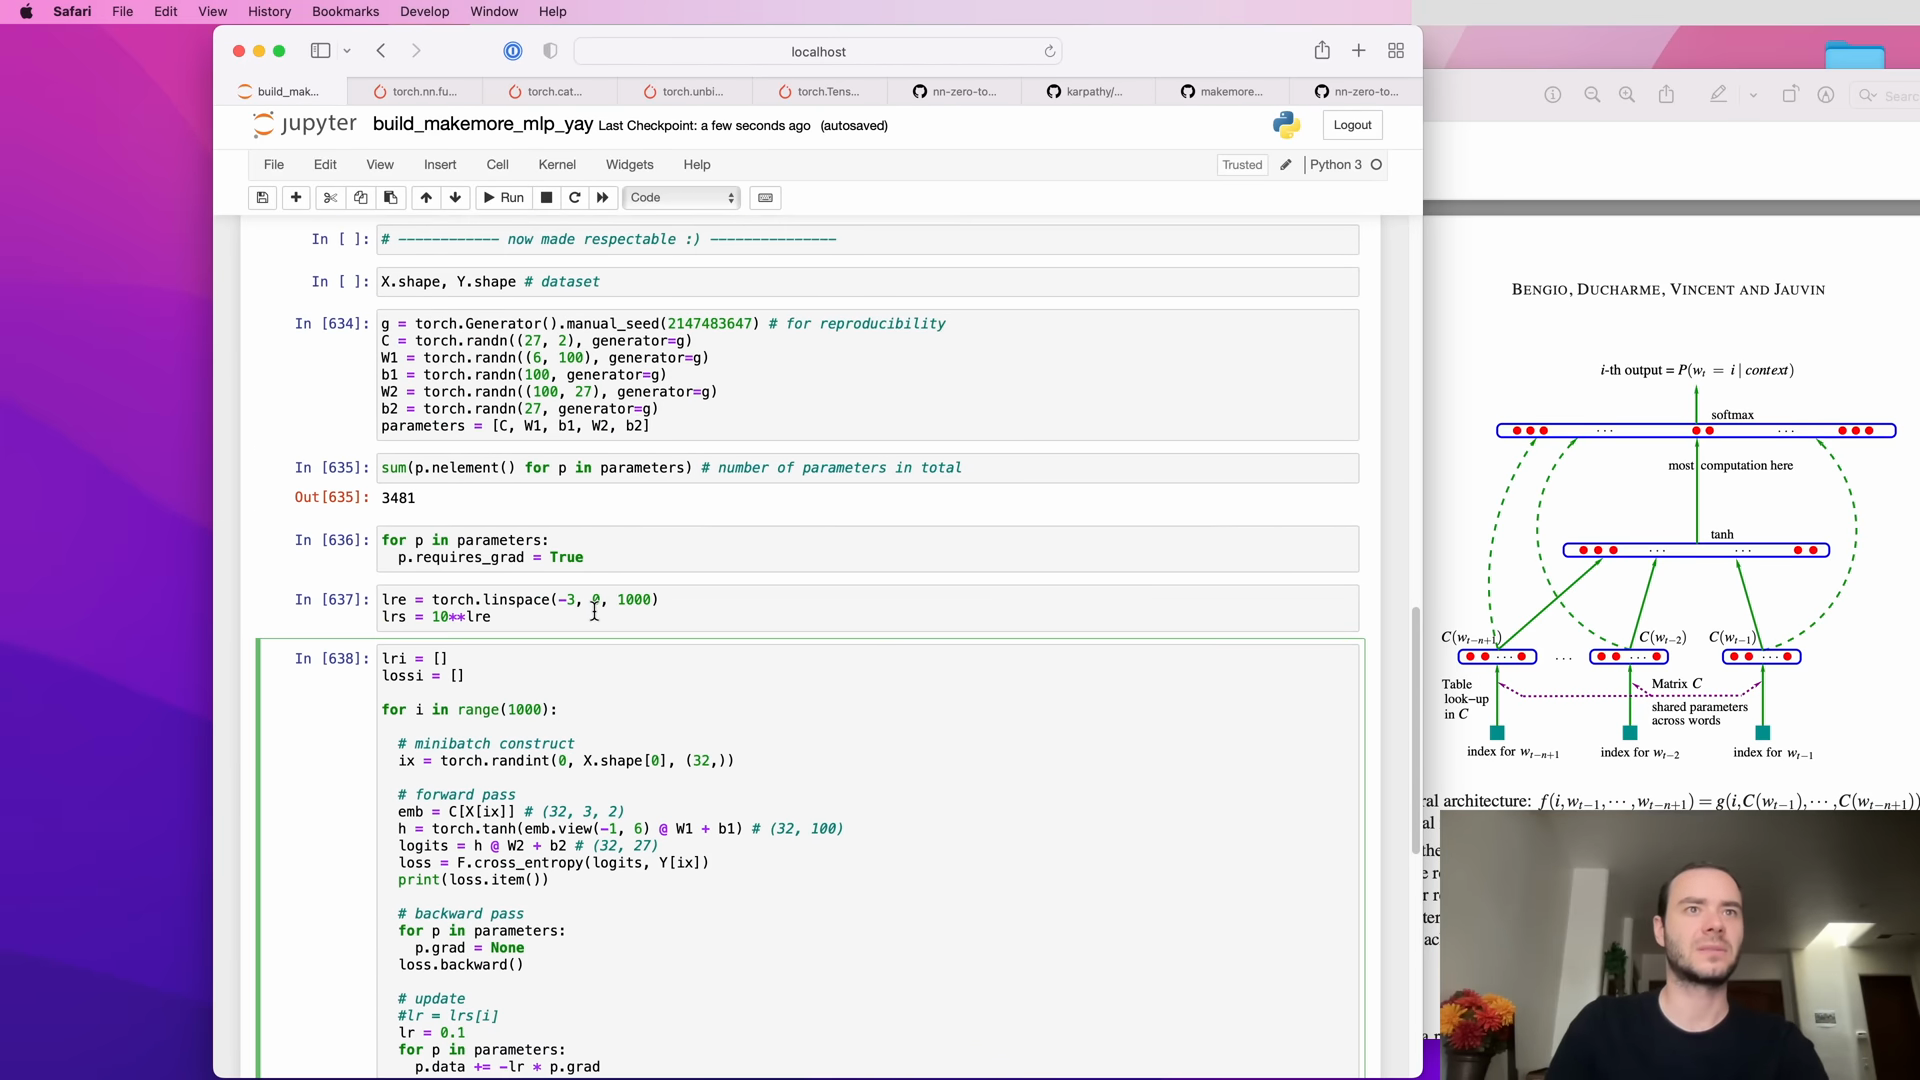 Safari File Edit View History Bookmarks Develop Window Help
localhost
build_mak... torch.nn.fu... torch.cat... torch.unbi... torch.Tens... nn-zero-to... karpathy/... makemore... nn-zero-to...
jupyter build_makemore_mlp_yay Last Checkpoint: a few seconds ago (autosaved) Logout
File Edit View Insert Cell Kernel Widgets Help Trusted Python 3
Run Code
In [ ]: # ------------ now made respectable :) ---------------
In [ ]: X.shape, Y.shape # dataset
In [634]: g = torch.Generator().manual_seed(2147483647) # for reproducibility
C = torch.randn((27, 2), generator=g)
W1 = torch.randn((6, 100), generator=g)
b1 = torch.randn(100, generator=g)
W2 = torch.randn((100, 27), generator=g)
b2 = torch.randn(27, generator=g)
parameters = [C, W1, b1, W2, b2]
In [635]: sum(p.nelement() for p in parameters) # number of parameters in total
Out[635]: 3481
In [636]: for p in parameters:
p.requires_grad = True
In [637]: lre = torch.linspace(-3, 0, 1000)
lrs = 10**lre
In [638]: lri = []
lossi = []
for i in range(1000):
# minibatch construct
ix = torch.randint(0, X.shape[0], (32,))
# forward pass
emb = C[X[ix]] # (32, 3, 2)
h = torch.tanh(emb.view(-1, 6) @ W1 + b1) # (32, 100)
logits = h @ W2 + b2 # (32, 27)
loss = F.cross_entropy(logits, Y[ix])
print(loss.item())
# backward pass
for p in parameters:
p.grad = None
loss.backward()
# update
#lr = lrs[i]
lr = 0.1
for p in parameters:
p.data += -lr * p.grad
Searc
BENGIO, DUCHARME, VINCENT AND JAUVIN
i-th output = P(w_t = i | context)
softmax
... ... ...
most computation here
tanh
... ...
C(w_{t-n+1}) C(w_{t-2}) C(w_{t-1})
... ... ... ...
Table look-up in C
Matrix C
shared parameters across words
index for w_{t-n+1} index for w_{t-2} index for w_{t-1}
ral architecture: f(i, w_{t-1}, ⋯, w_{t-n+1}) = g(i, C(w_{t-1}), ⋯, C(w_{t-n+1}))